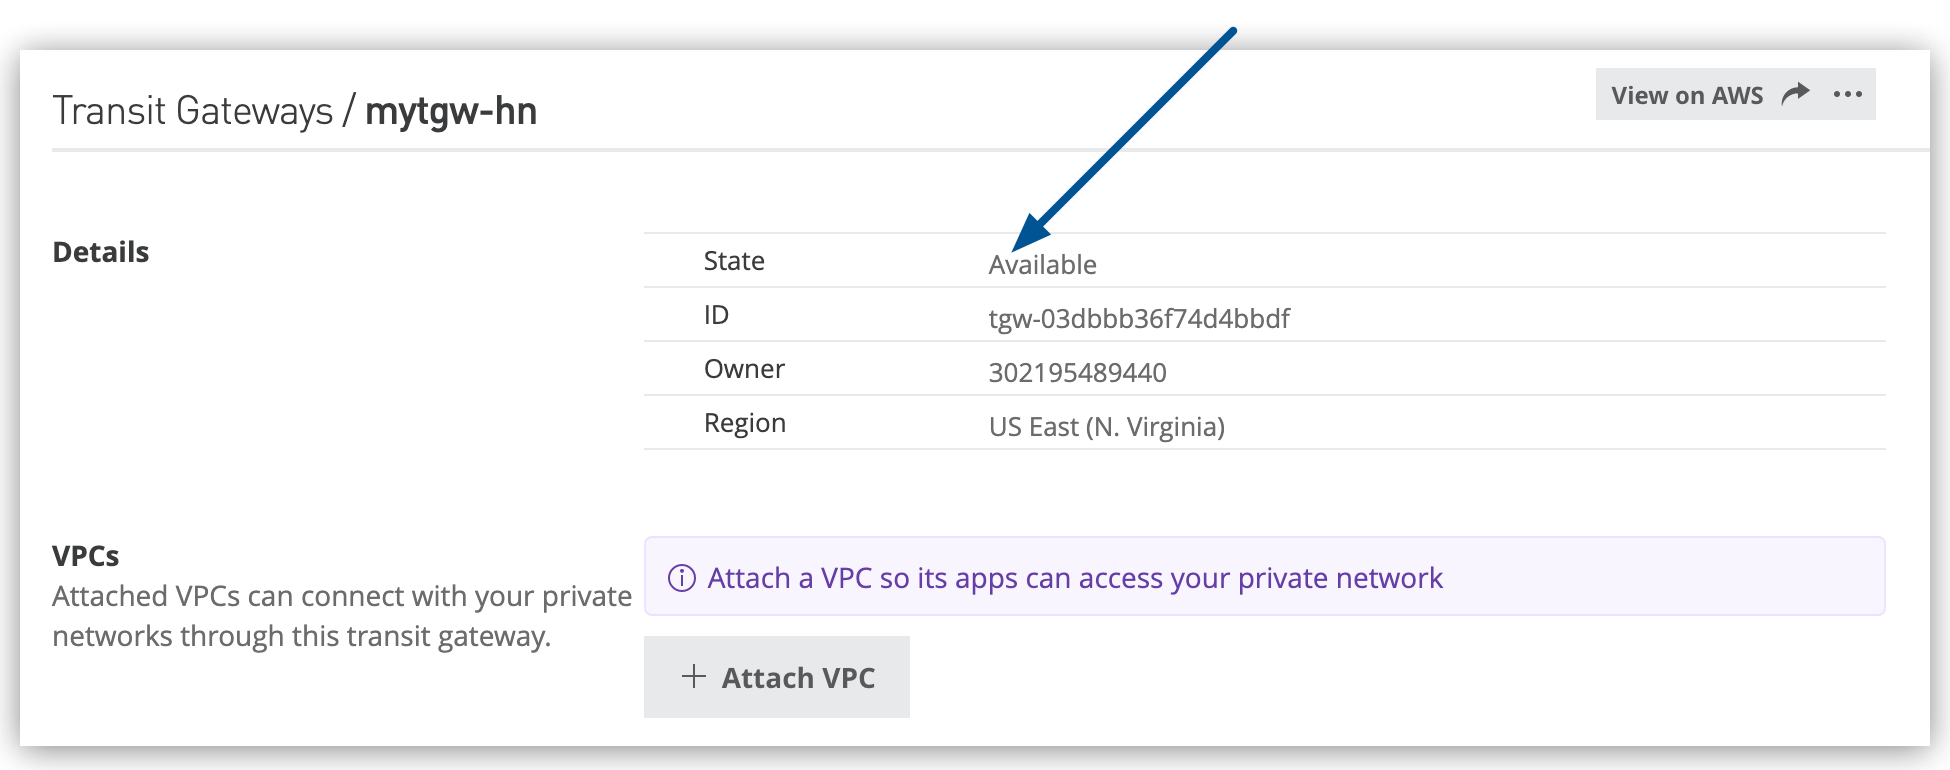 Transit Gateways / mytgw-hn
View on AWS
Details
State Available
ID tgw-03dbbb36f74d4bbdf
Owner 302195489440
Region US East (N. Virginia)
VPCs
Attached VPCs can connect with your private
networks through this transit gateway.
Attach a VPC so its apps can access your private network
+ Attach VPC